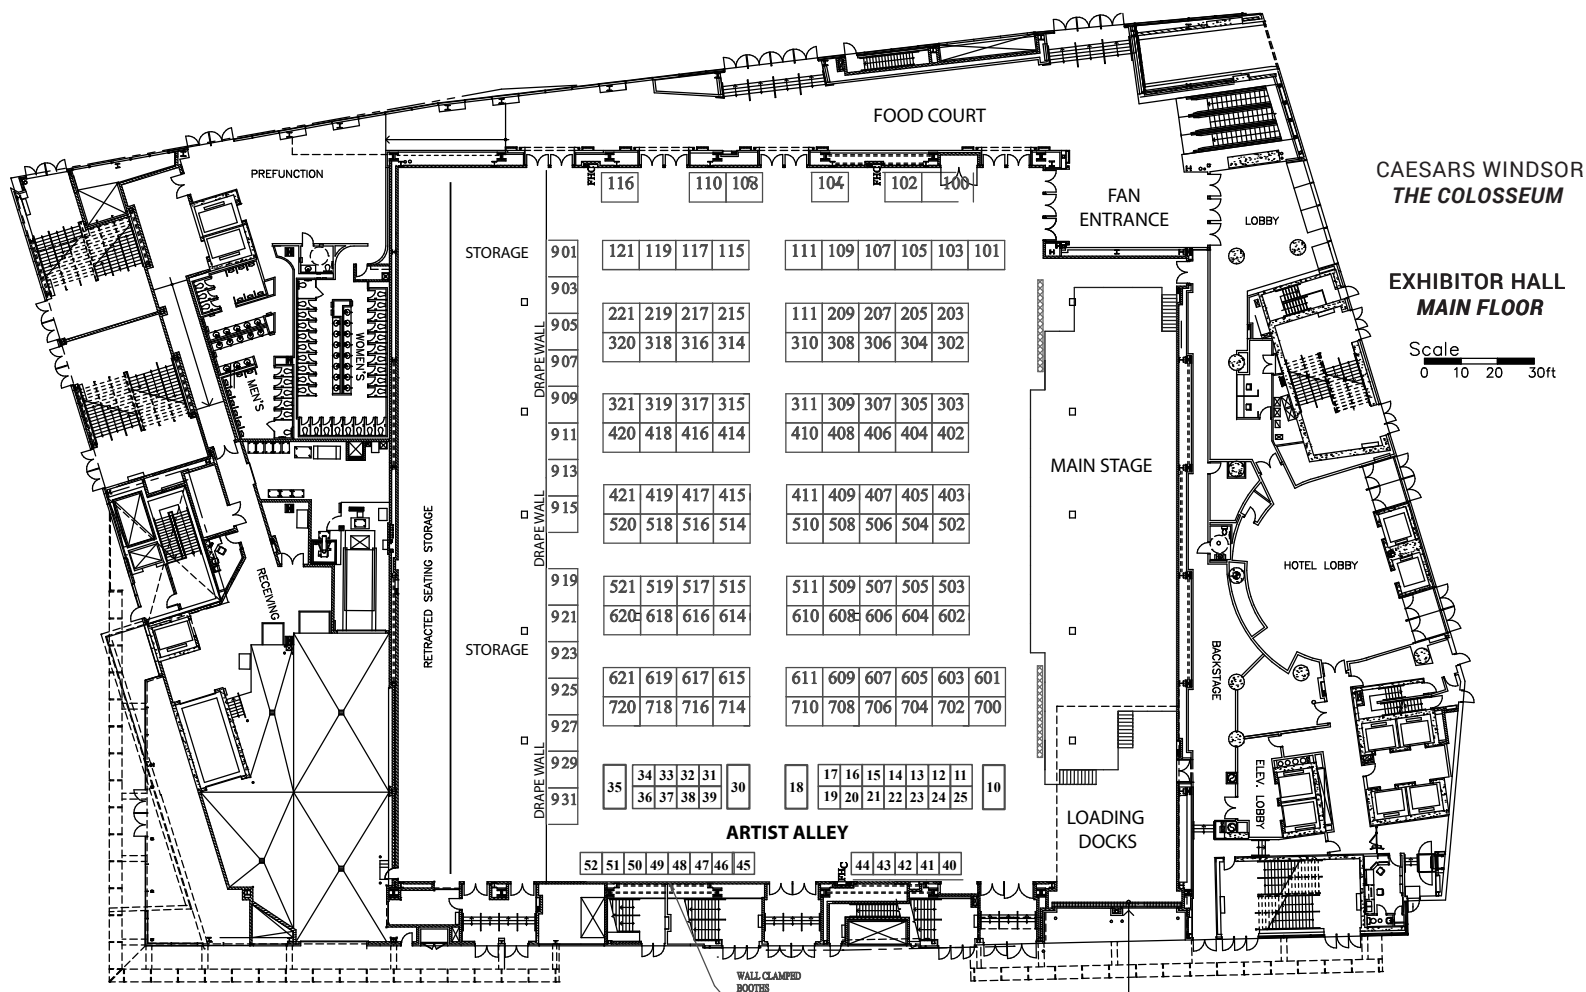 FOOD COURT
CAESARS WINDSOR
THE COLOSSEUM
PREFUNCTION
FHC
FHC
116 110 108 104 102 100
FAN
ENTRANCE
LOBBY
STORAGE
901 121 119 117 115 111 109 107 105 103 101
EXHIBITOR HALL
MAIN FLOOR
903
221 219 217 215 111 209 207 205 203
905
320 318 316 314 310 308 306 304 302
Scale
0 10 20 30ft
DRAPE WALL
WOMEN'S
MEN'S
907
909 321 319 317 315 311 309 307 305 303
911 420 418 416 414 410 408 406 404 402
913
MAIN STAGE
421 419 417 415 411 409 407 405 403
915
520 518 516 514 510 508 506 504 502
DRAPE WALL
RETRACTED SEATING STORAGE
HOTEL LOBBY
RECEIVING
919 521 519 517 515 511 509 507 505 503
921 620 618 616 614 610 608 606 604 602
STORAGE
923
BACKSTAGE
621 619 617 615 611 609 607 605 603 601
925
720 718 716 714 710 708 706 704 702 700
927
929
DRAPE WALL
34 33 32 31 17 16 15 14 13 12 11
35 30 18 10
36 37 38 39 19 20 21 22 23 24 25
931
ELEV. LOBBY
LOADING
DOCKS
ARTIST ALLEY
FHC
52 51 50 49 48 47 46 45 44 43 42 41 40
WALL CLAMPED
BOOTHS